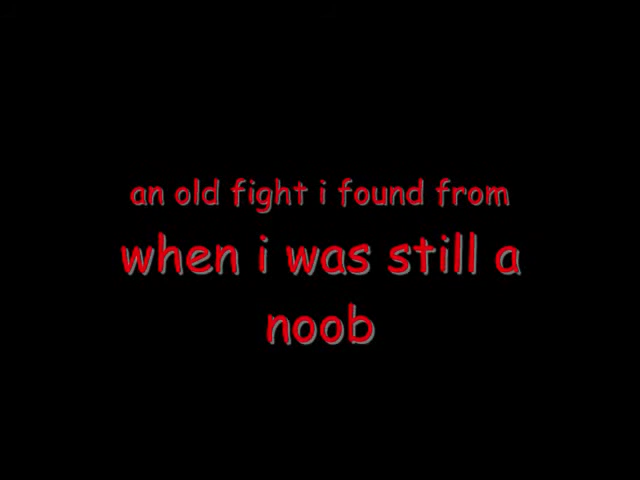 an old fight i found from
when i was still a
noob